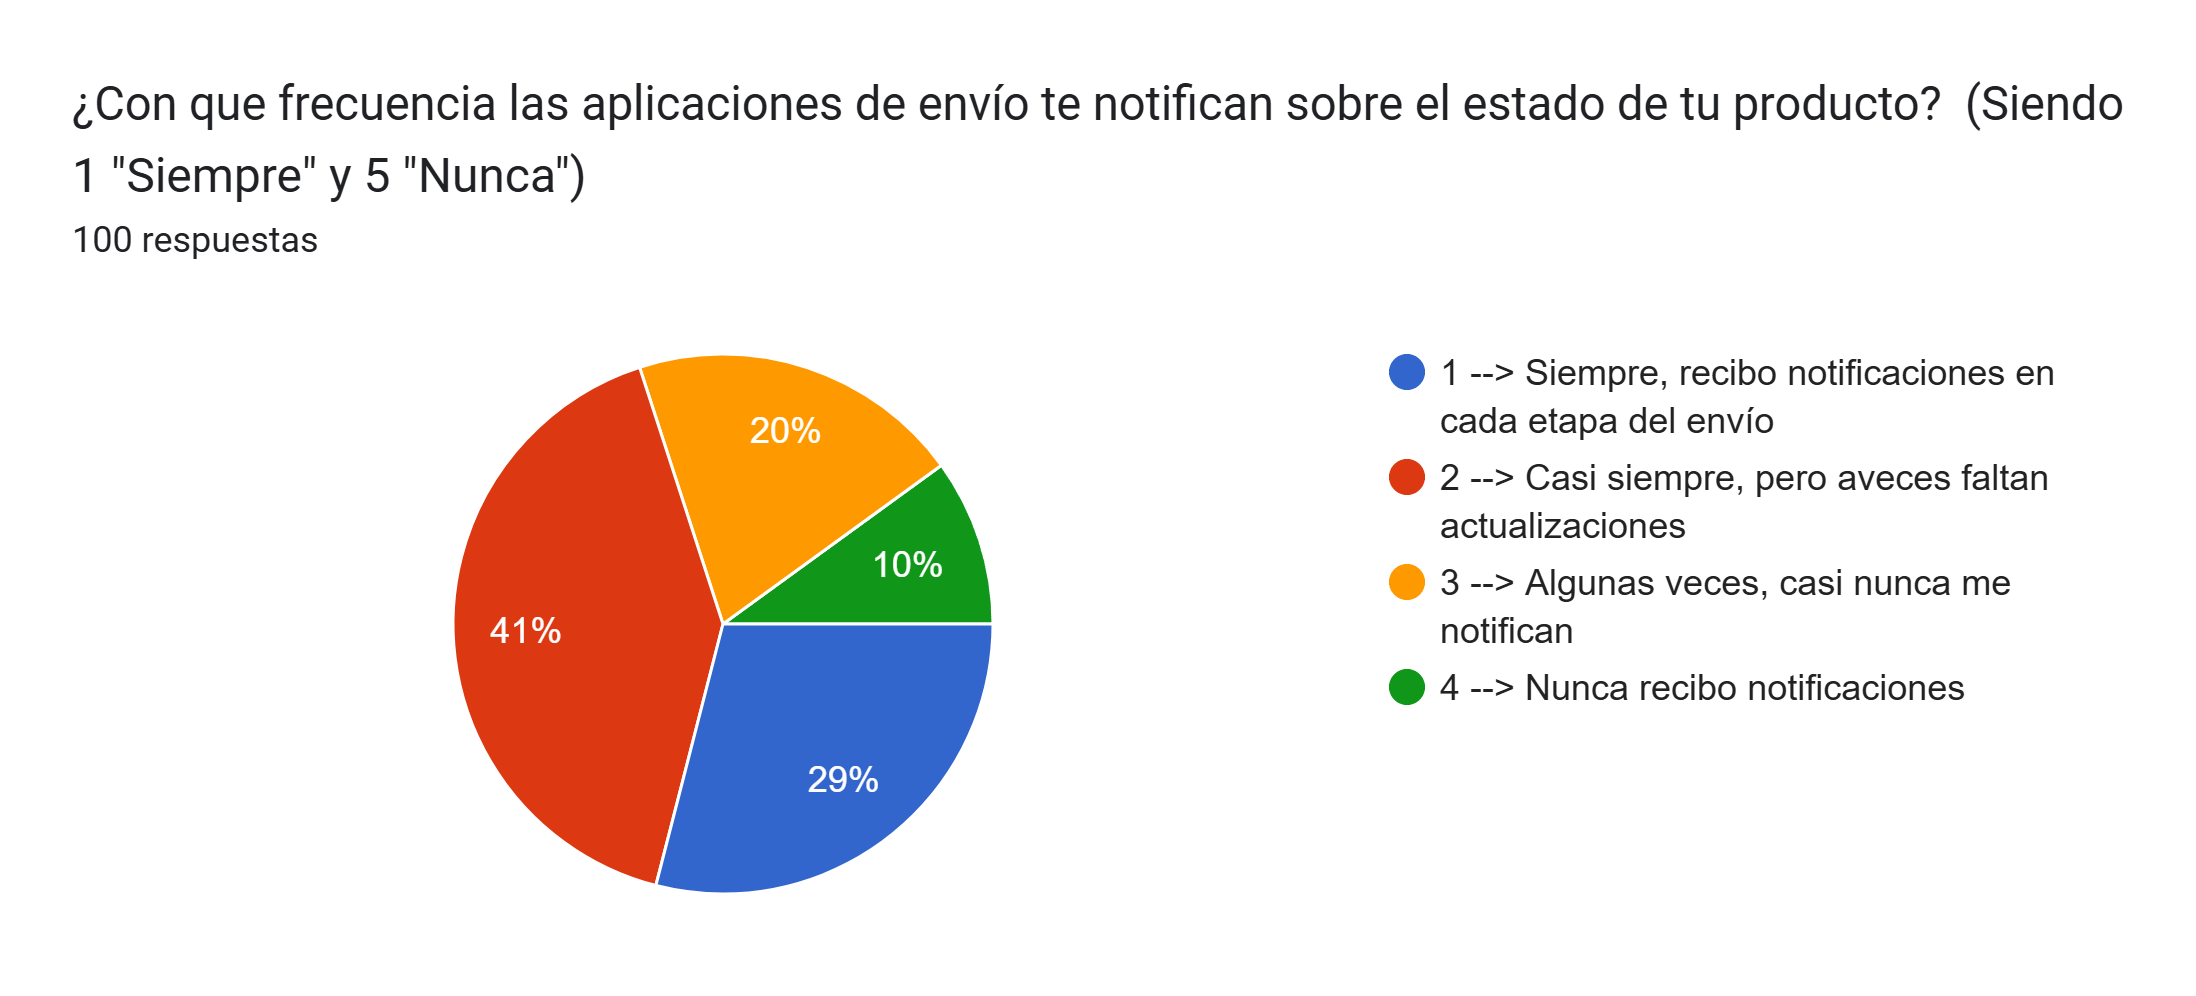 ¿Con que frecuencia las aplicaciones de envío te notifican sobre el estado de tu producto?  (Siendo
1 "Siempre" y 5 "Nunca")
100 respuestas
20%
10%
41%
29%
1 --> Siempre, recibo notificaciones en
cada etapa del envío
2 --> Casi siempre, pero aveces faltan
actualizaciones
3 --> Algunas veces, casi nunca me
notifican
4 --> Nunca recibo notificaciones